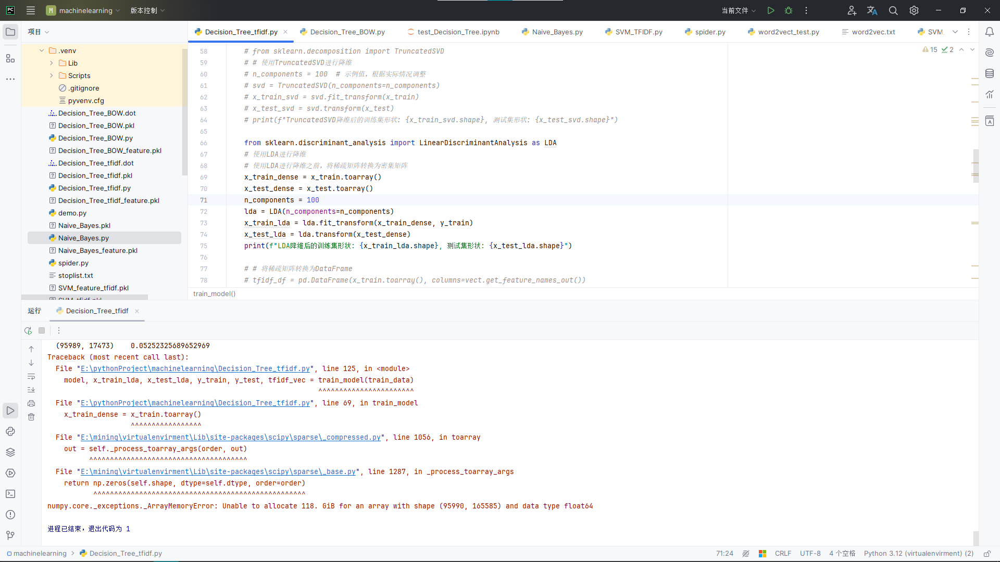 PC
M machinelearning 版本控制 当前文件
项目
Decision_Tree_tfidf.py Decision_Tree_BOW.py test_Decision_Tree.ipynb Naive_Bayes.py SVM_TFIDF.py spider.py word2vect_test.py word2vec.txt SVM_
.venv
Lib
Scripts
.gitignore
pyvenv.cfg
Decision_Tree_BOW.dot
Decision_Tree_BOW.pkl
Decision_Tree_BOW.py
Decision_Tree_BOW_feature.pkl
Decision_Tree_tfidf.dot
Decision_Tree_tfidf.pkl
Decision_Tree_tfidf.py
Decision_Tree_tfidf_feature.pkl
demo.py
Naive_Bayes.pkl
Naive_Bayes.py
Naive_Bayes_feature.pkl
spider.py
stoplist.txt
SVM_feature_tfidf.pkl
SVM_tfidf.pkl
15 2
58 # from sklearn.decomposition import TruncatedSVD
59 # # 使用TruncatedSVD进行降维
60 # n_components = 100  # 示例值，根据实际情况调整
61 # svd = TruncatedSVD(n_components=n_components)
62 # x_train_svd = svd.fit_transform(x_train)
63 # x_test_svd = svd.transform(x_test)
64 # print(f"TruncatedSVD降维后的训练集形状: {x_train_svd.shape}, 测试集形状: {x_test_svd.shape}")
65
66 from sklearn.discriminant_analysis import LinearDiscriminantAnalysis as LDA
67 # 使用LDA进行降维
68 # 使用LDA进行降维之前，将稀疏矩阵转换为密集矩阵
69 x_train_dense = x_train.toarray()
70 x_test_dense = x_test.toarray()
71 n_components = 100
72 lda = LDA(n_components=n_components)
73 x_train_lda = lda.fit_transform(x_train_dense, y_train)
74 x_test_lda = lda.transform(x_test_dense)
75 print(f"LDA降维后的训练集形状: {x_train_lda.shape}, 测试集形状: {x_test_lda.shape}")
76
77 # # 将稀疏矩阵转换为DataFrame
78 # tfidf_df = pd.DataFrame(x_train.toarray(), columns=vect.get_feature_names_out())
train_model()
运行 Decision_Tree_tfidf
(95989, 17473)    0.05252325689652969
Traceback (most recent call last):
File "E:\pythonProject\machinelearning\Decision_Tree_tfidf.py", line 125, in <module>
model, x_train_lda, x_test_lda, y_train, y_test, tfidf_vec = train_model(train_data)
^^^^^^^^^^^^^^^^^^^^^^^
File "E:\pythonProject\machinelearning\Decision_Tree_tfidf.py", line 69, in train_model
x_train_dense = x_train.toarray()
^^^^^^^^^^^^^^^^^
File "E:\mining\virtualenvirment\Lib\site-packages\scipy\sparse\_compressed.py", line 1056, in toarray
out = self._process_toarray_args(order, out)
^^^^^^^^^^^^^^^^^^^^^^^^^^^^^^^^^^^^^^
File "E:\mining\virtualenvirment\Lib\site-packages\scipy\sparse\_base.py", line 1287, in _process_toarray_args
return np.zeros(self.shape, dtype=self.dtype, order=order)
^^^^^^^^^^^^^^^^^^^^^^^^^^^^^^^^^^^^^^^^^^^^^^^^^^^
numpy.core._exceptions._ArrayMemoryError: Unable to allocate 118. GiB for an array with shape (95990, 165585) and data type float64
进程已结束，退出代码为 1
machinelearning Decision_Tree_tfidf.py 71:24 CRLF UTF-8 4 个空格 Python 3.12 (virtualenvirment) (2)